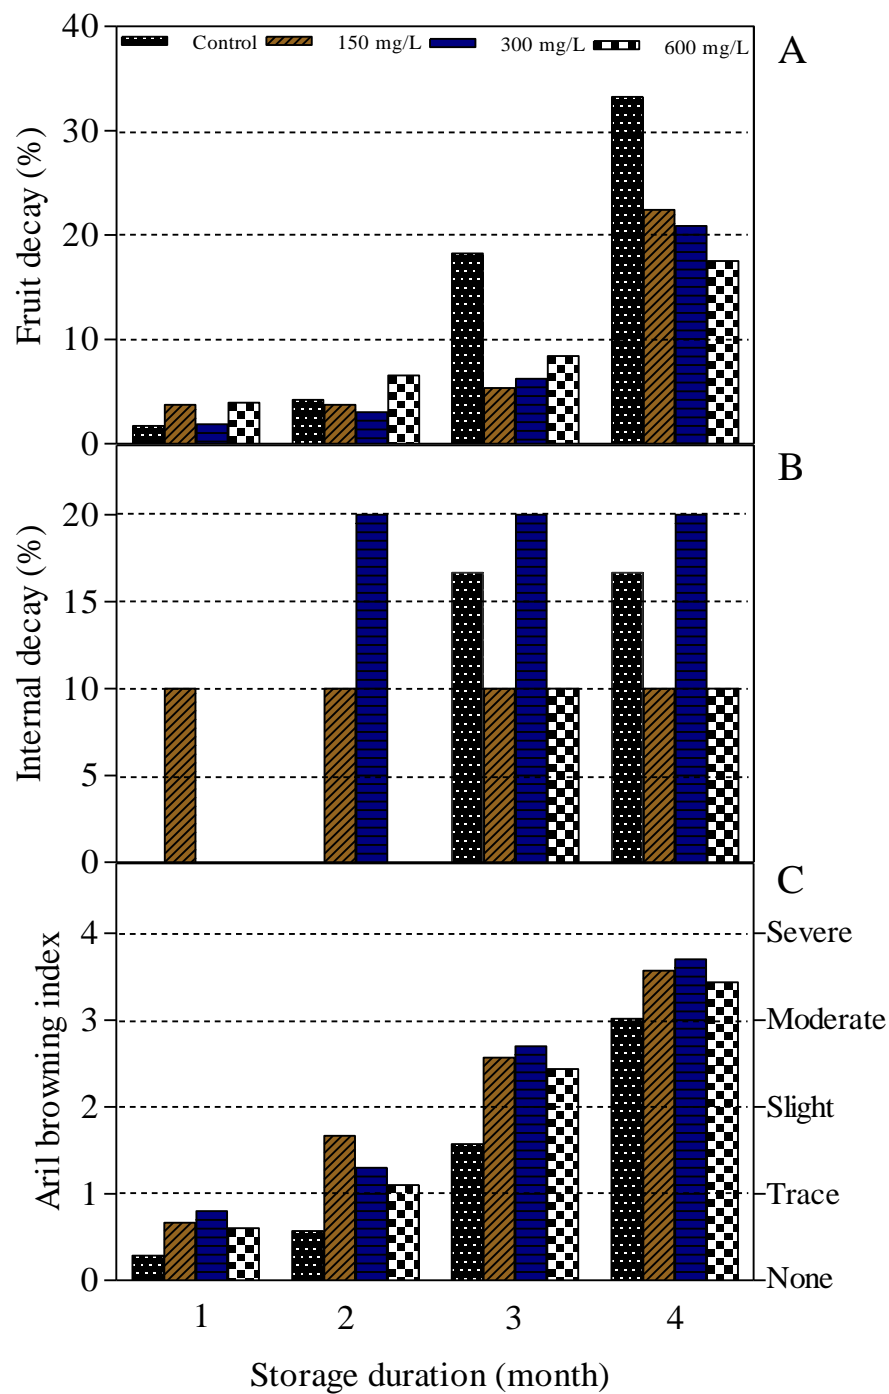 40
Control 150 mg/L 300 mg/L 600 mg/L
A
30
20
10
0
Fruit decay (%)
B
20
15
10
5
0
Internal decay (%)
C
4
3
2
1
0
Aril browning index
Severe
Moderate
Slight
Trace
None
1 2 3 4
Storage duration (month)